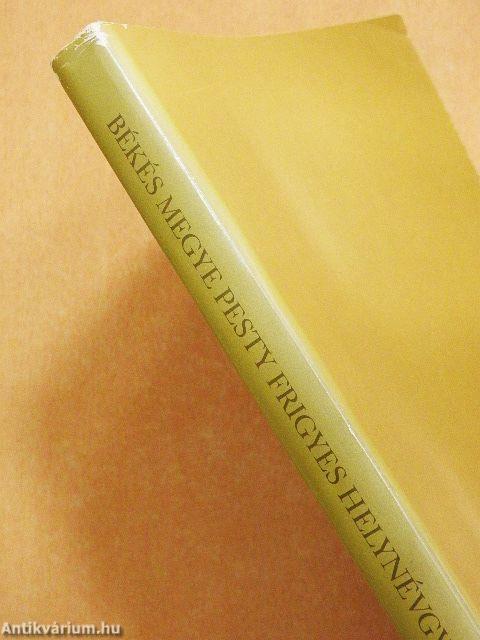 BÉKÉS MEGYE PESTY FRIGYES HELYNÉVGY
Antikvárium.hu